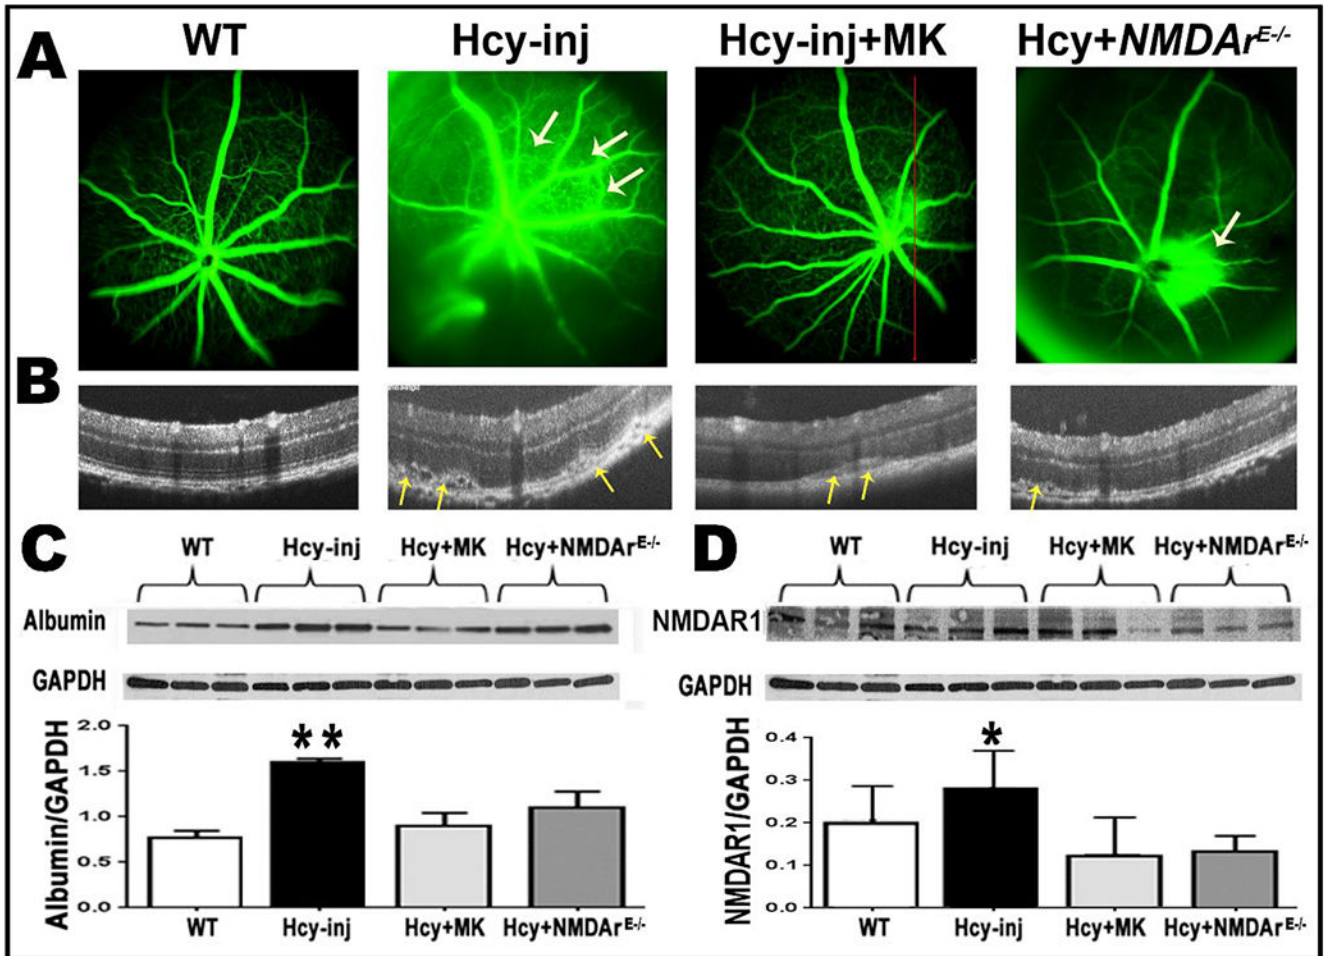 A
WT
Hcy-inj
Hcy-inj+MK
Hcy+NMDAr^E-/-
B
C
WT
Hcy-inj
Hcy+MK
Hcy+NMDAr^E-/-
Albumin
GAPDH
Albumin/GAPDH
2.0
1.5
1.0
0.5
0.0
**
WT
Hcy-inj
Hcy+MK
Hcy+NMDAr^E-/-
D
WT
Hcy-inj
Hcy+MK
Hcy+NMDAr^E-/-
NMDAR1
GAPDH
NMDAR1/GAPDH
0.4
0.3
0.2
0.1
0.0
*
WT
Hcy-inj
Hcy+MK
Hcy+NMDAr^E-/-